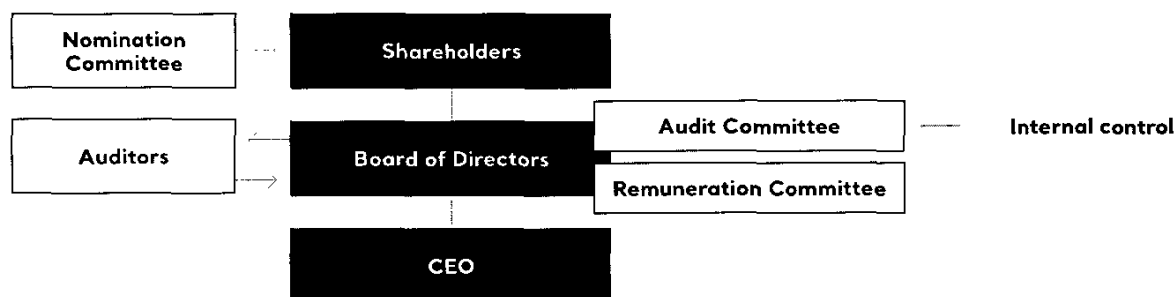 Nomination
Committee
Shareholders
Auditors
Board of Directors
Audit Committee
Internal control
Remuneration Committee
CEO